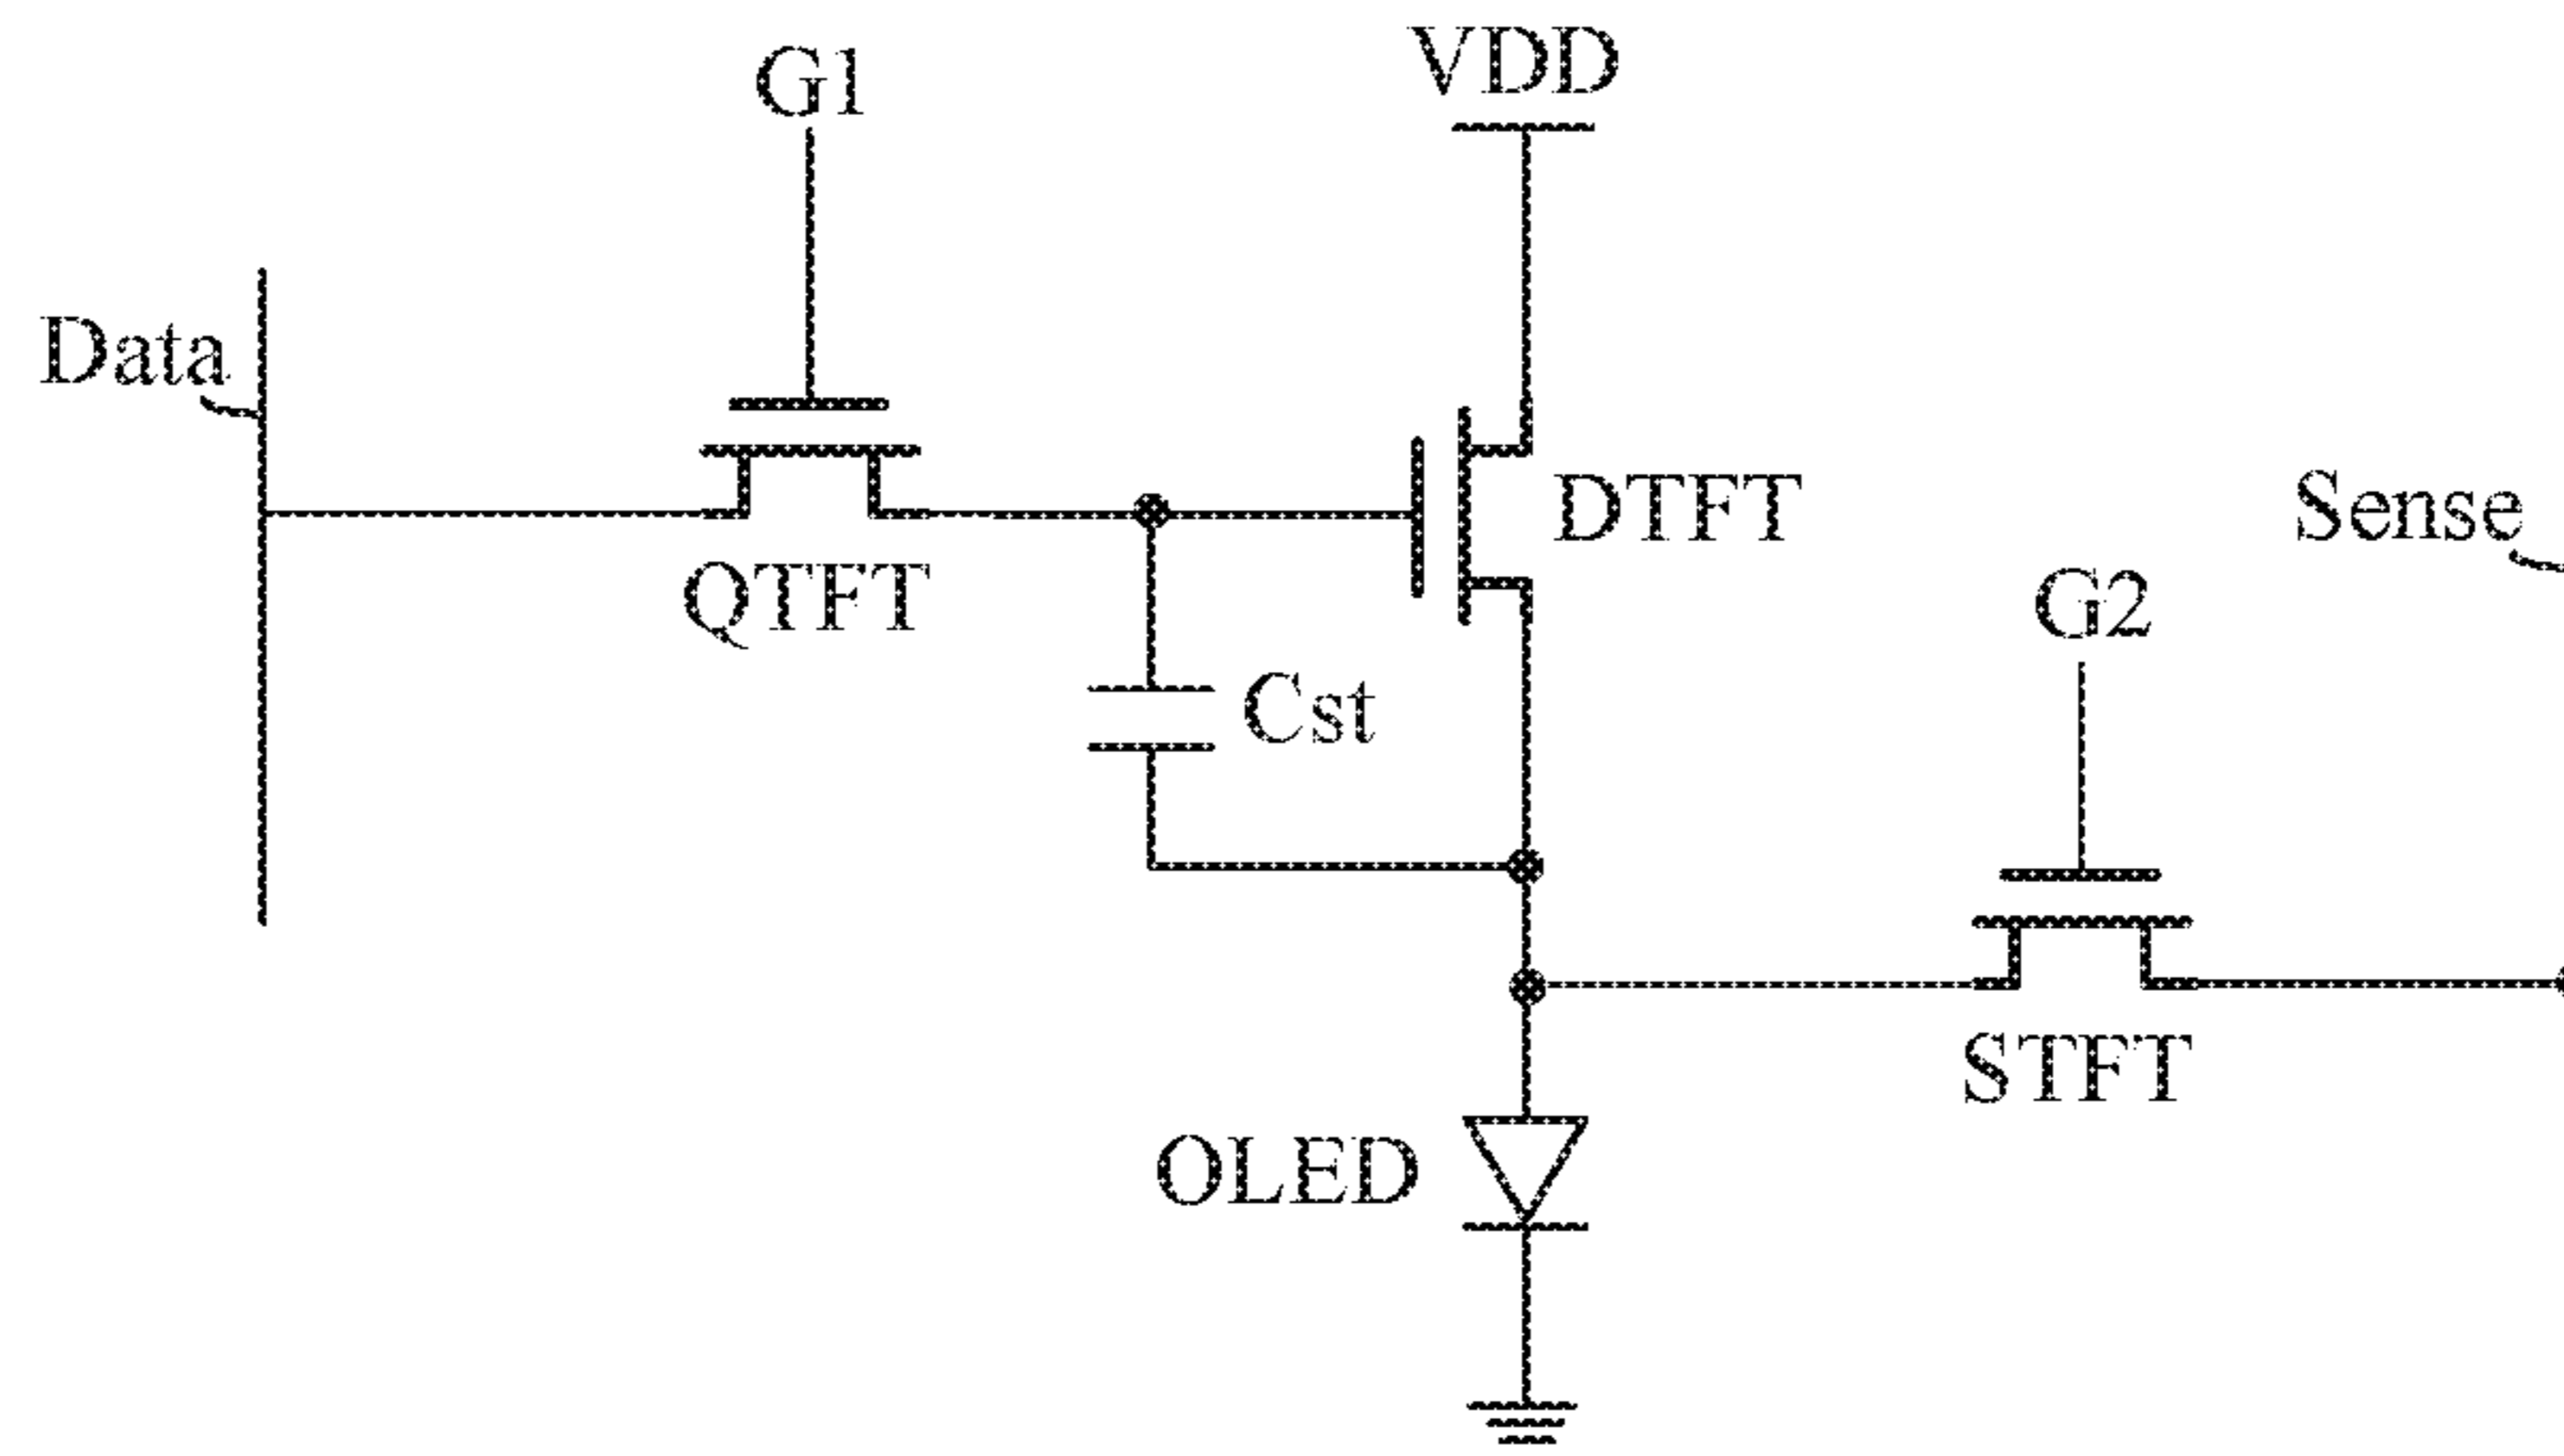 G1
VDD
Data
DTFT
Sense
QTFT
G2
Cst
STFT
OLED